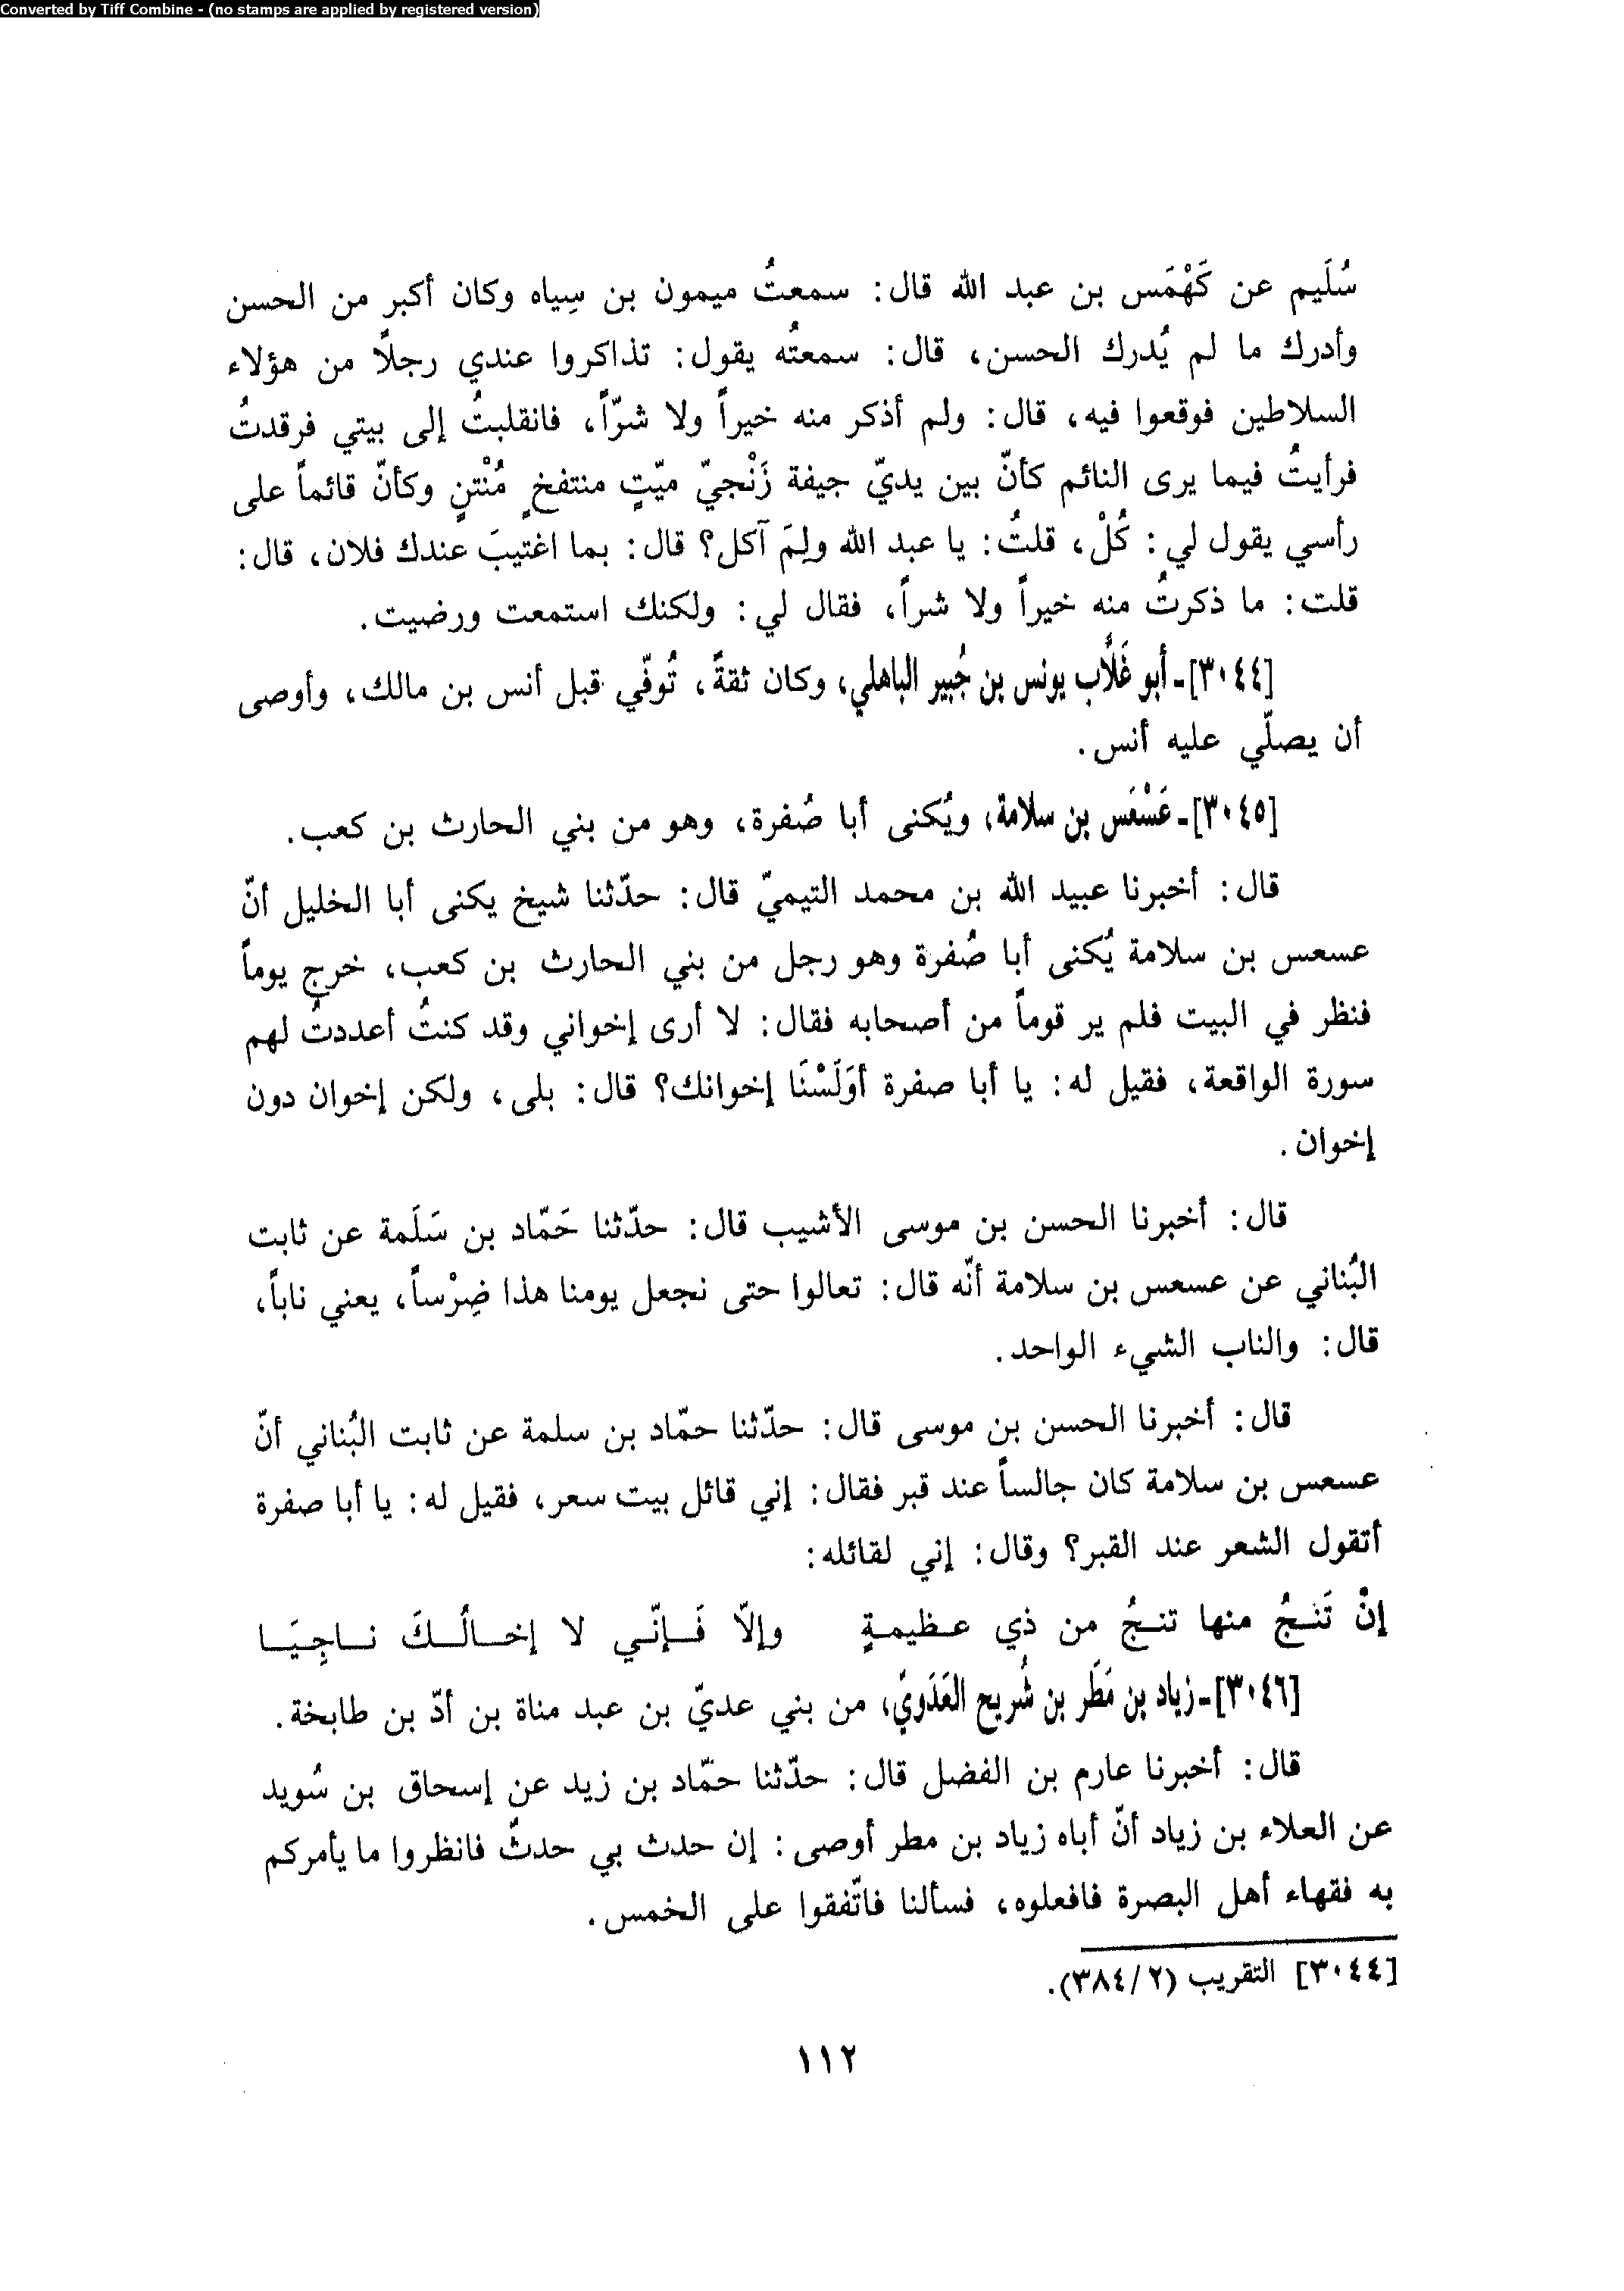 Converted by Tiff Combine - (no stamps are applied by registered version)
سُلَيم عن كَهْمَس بن عبد الله قال: سمعتُ ميمون بن سِياه وكان أكبر من الحسن
وأدرك ما لم يُدرك الحسن، قال: سمعتُه يقول: تذاكروا عندي رجلاً من هؤلاء
السلاطين فوقعوا فيه، قال: ولم أذكر منه خيراً ولا شرّاً، فانقلبتُ إلى بيتي فرقدتُ
فرأيتُ فيما يرى النائم كأنّ بين يديّ جيفة زَنْجيّ ميّتٍ منتفخٍ مُنْتنٍ وكأنّ قائماً على
رأسي يقول لي: كُلْ، قلتُ: يا عبد الله ولِمَ آكل؟ قال: بما اغتيبَ عندك فلان، قال:
قلت: ما ذكرتُ منه خيراً ولا شراً، فقال لي: ولكنك استمعت ورضيت.
[٣٠٤٤]ـ أبو غَلاَّب يونس بن جُبير الباهلي، وكان ثقةً، تُوفّي قبل أنس بن مالك، وأوصى
أن يصلّي عليه أنس.
[٣٠٤٥]ـ عَسْعَس بن سلامة، ويُكنى أبا صُفرة، وهو من بني الحارث بن كعب.
قال: أخبرنا عبيد الله بن محمد التيميّ قال: حدّثنا شيخ يكنى أبا الخليل أنّ
عسعس بن سلامة يُكنى أبا صُفرة وهو رجل من بني الحارث بن كعب، خرج يوماً
فنظر في البيت فلم ير قوماً من أصحابه فقال: لا أرى إخواني وقد كنتُ أعددتُ لهم
سورة الواقعة، فقيل له: يا أبا صفرة أوَلَسْنَا إخوانك؟ قال: بلى، ولكن إخوان دون
إخوان.
قال: أخبرنا الحسن بن موسى الأشيب قال: حدّثنا حَمّاد بن سَلَمة عن ثابت
البُناني عن عسعس بن سلامة أنّه قال: تعالوا حتى نجعل يومنا هذا ضِرْساً، يعني ناباً،
قال: والناب الشيء الواحد.
قال: أخبرنا الحسن بن موسى قال: حدّثنا حمّاد بن سلمة عن ثابت البُناني أنّ
عسعس بن سلامة كان جالساً عند قبر فقال: إني قائل بيت سعر، فقيل له: يا أبا صفرة
أتقول الشعر عند القبر؟ وقال: إني لقائله:
إنْ تَنـجُ منها تنـجُ من ذي عـظيمـةٍ وإلاّ فَـإنّـي لا إخـالُـكَ نـاجِيَـا
[٣٠٤٦]ـ زياد بن مَطَر بن شُريح العَدَويّ، من بني عديّ بن عبد مناة بن أدّ بن طابخة.
قال: أخبرنا عارم بن الفضل قال: حدّثنا حمّاد بن زيد عن إسحاق بن سُويد
عن العلاء بن زياد أنّ أباه زياد بن مطر أوصى: إن حدث بي حدثٌ فانظروا ما يأمركم
به فقهاء أهل البصرة فافعلوه، فسألنا فاتّفقوا على الخمس.
[٣٠٤٤] التقريب (٢/ ٣٨٤).
١١٢